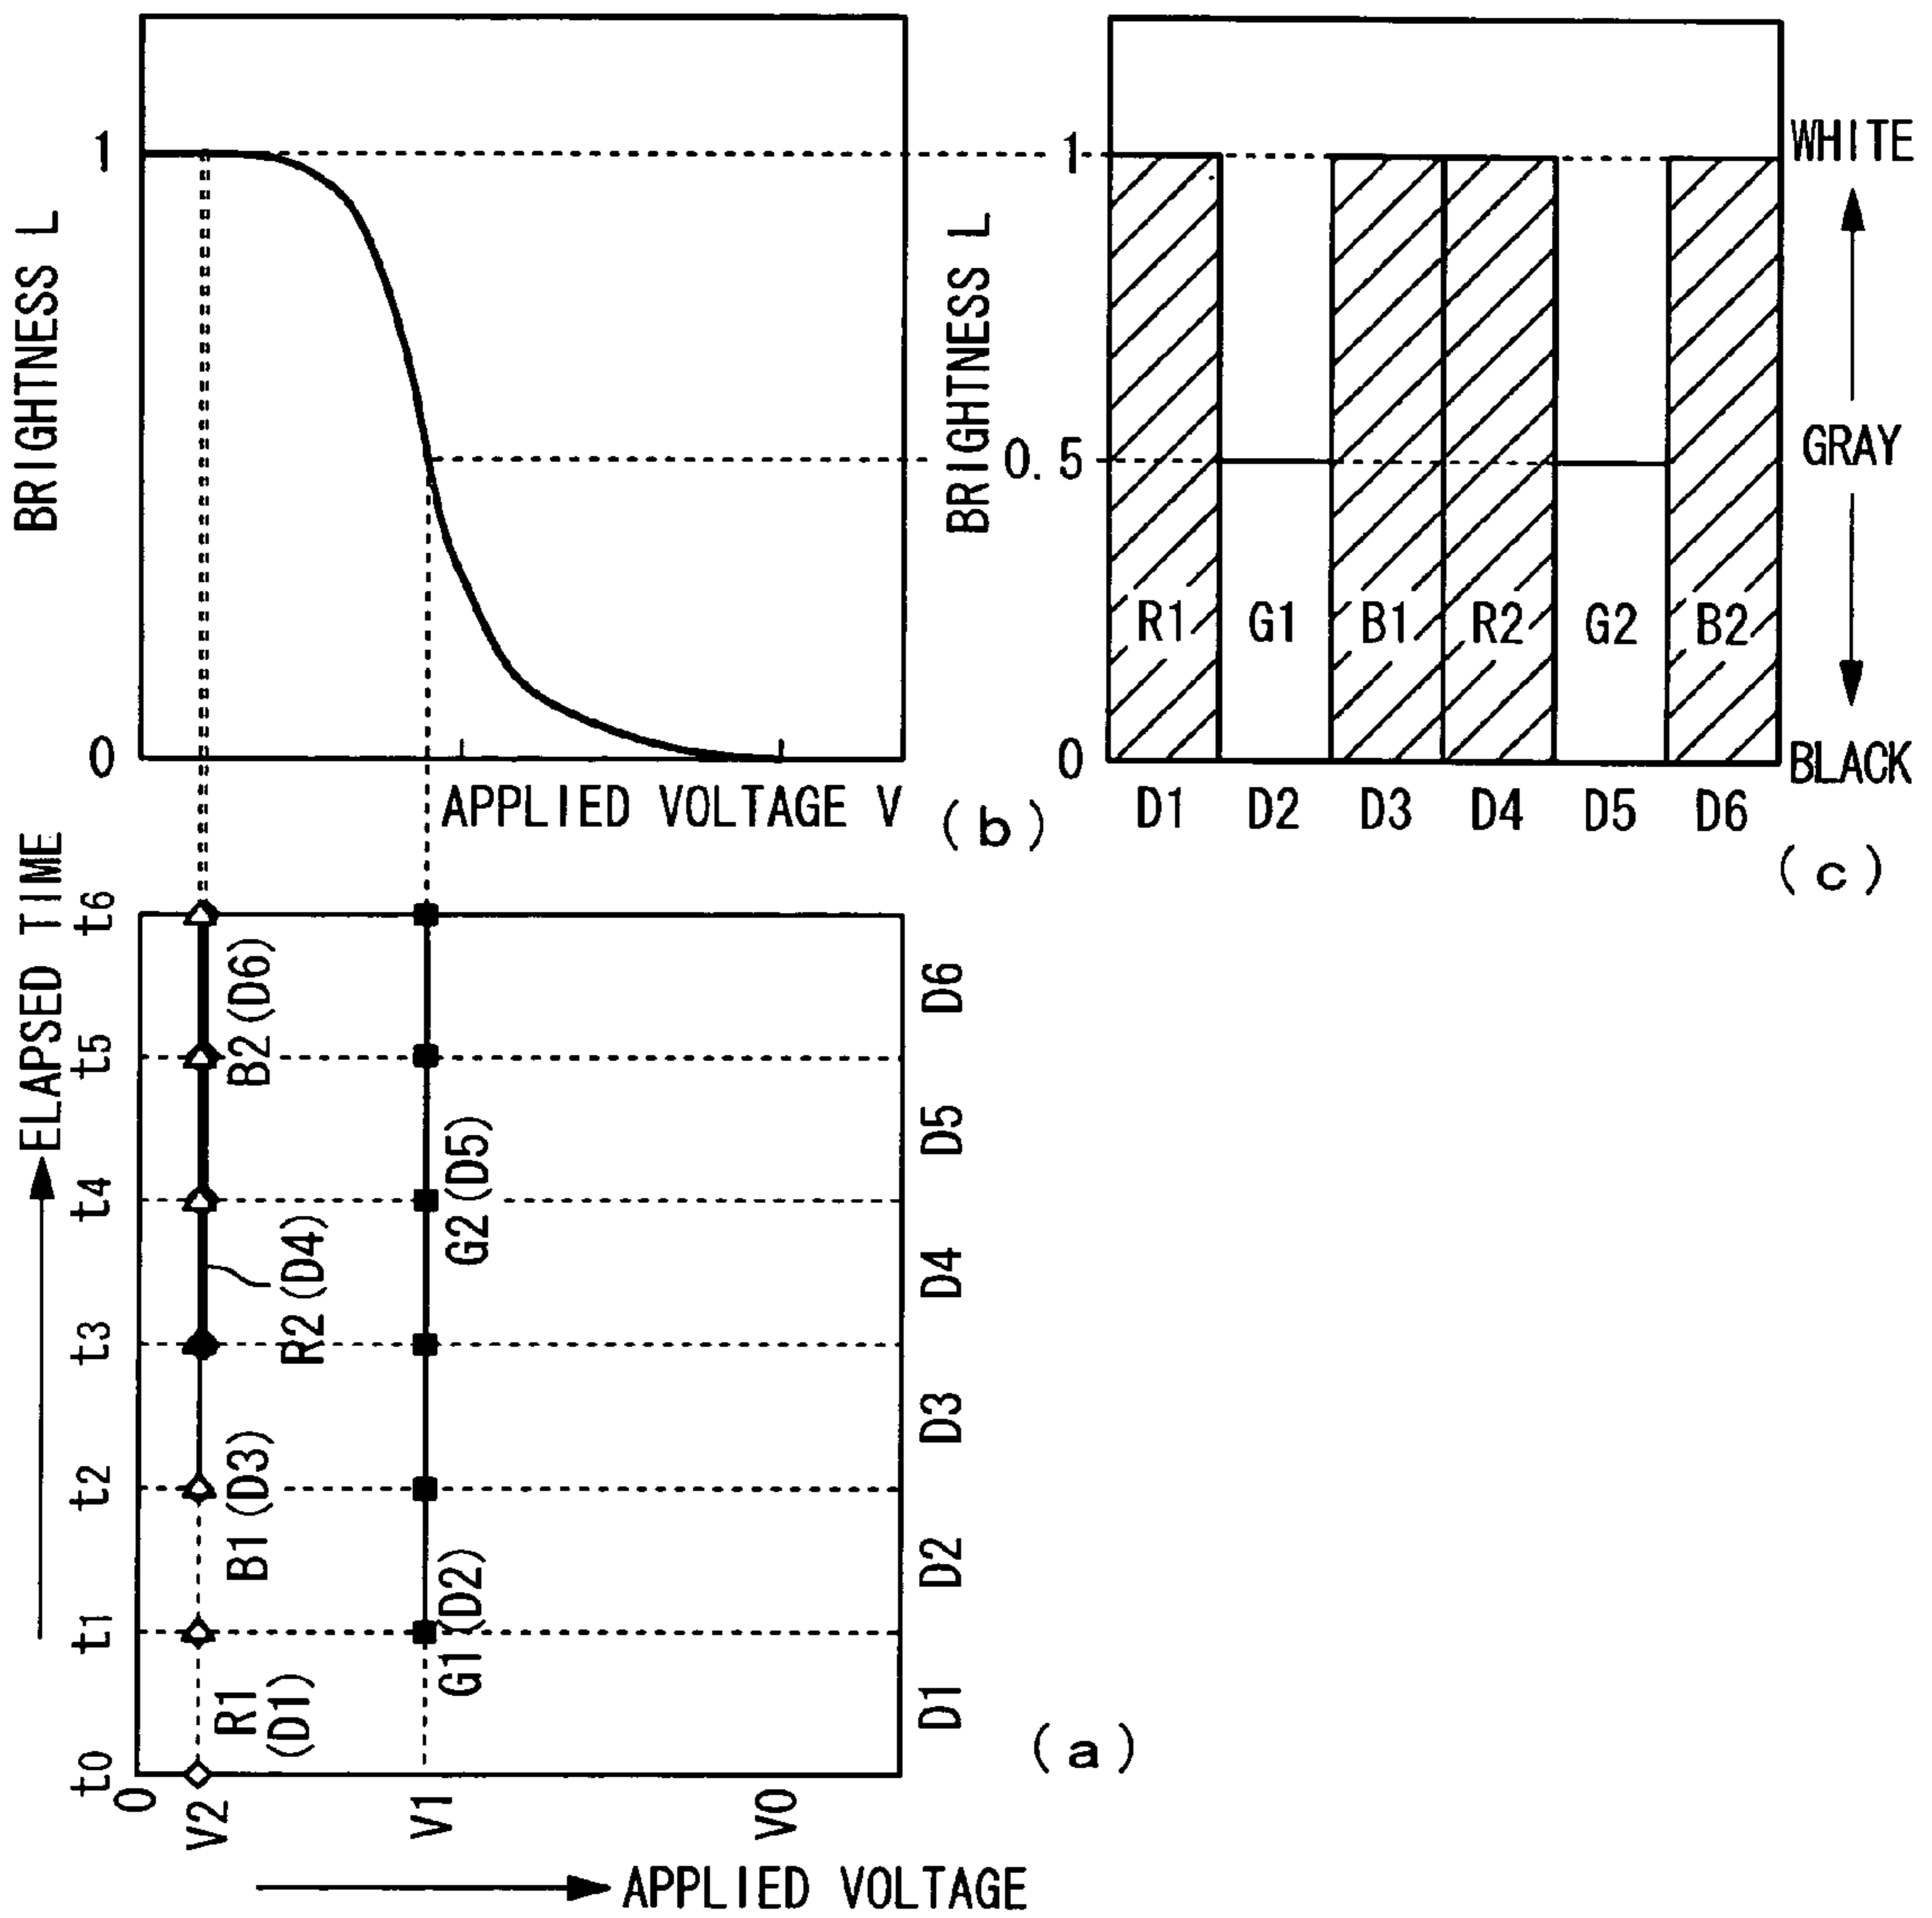 1
0
BRIGHTNESS L
APPLIED VOLTAGE V
(b)
1
0.5
0
BRIGHTNESS L
R1
G1
B1
R2
G2
B2
D1
D2
D3
D4
D5
D6
WHITE
GRAY
BLACK
(c)
ELAPSED TIME
t6
t5
t4
t3
t2
t1
t0
B2(D6)
G2(D5)
R2(D4)
B1(D3)
G1(D2)
R1
(D1)
D6
D5
D4
D3
D2
D1
0
V2
V1
V0
APPLIED VOLTAGE
(a)